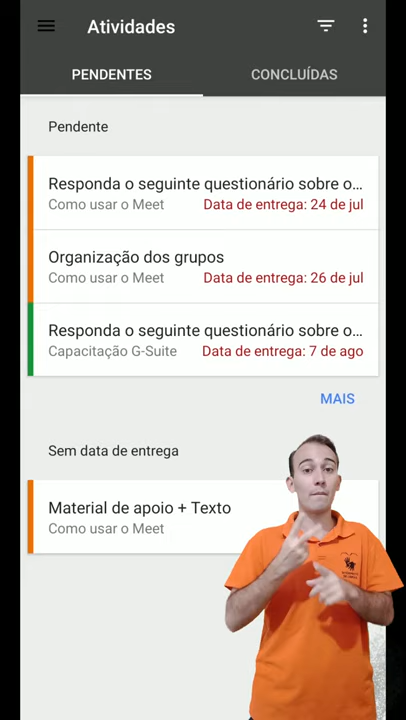 Atividades
PENDENTES
CONCLUÍDAS
Pendente
Responda o seguinte questionário sobre o...
Como usar o Meet
Data de entrega: 24 de jul
Organização dos grupos
Como usar o Meet
Data de entrega: 26 de jul
Responda o seguinte questionário sobre o...
Capacitação G-Suite
Data de entrega: 7 de ago
MAIS
Sem data de entrega
Material de apoio + Texto
Como usar o Meet